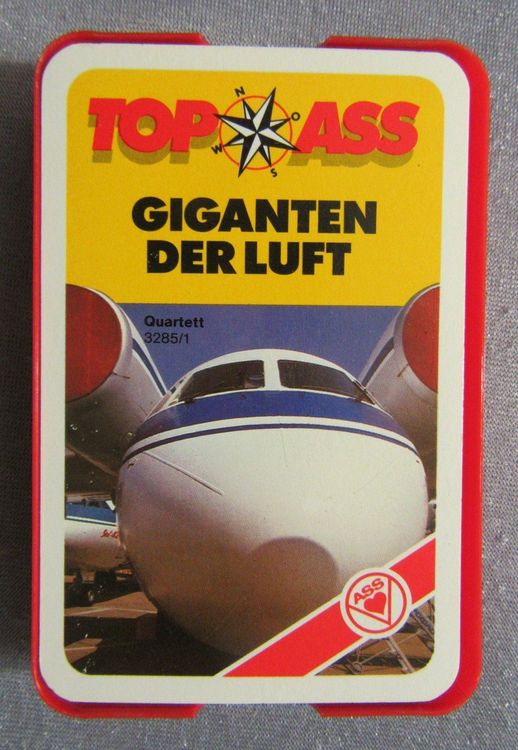 N
TOP ASS
O
W
S
GIGANTEN
DER LUFT
Quartett
3285/1
ASS